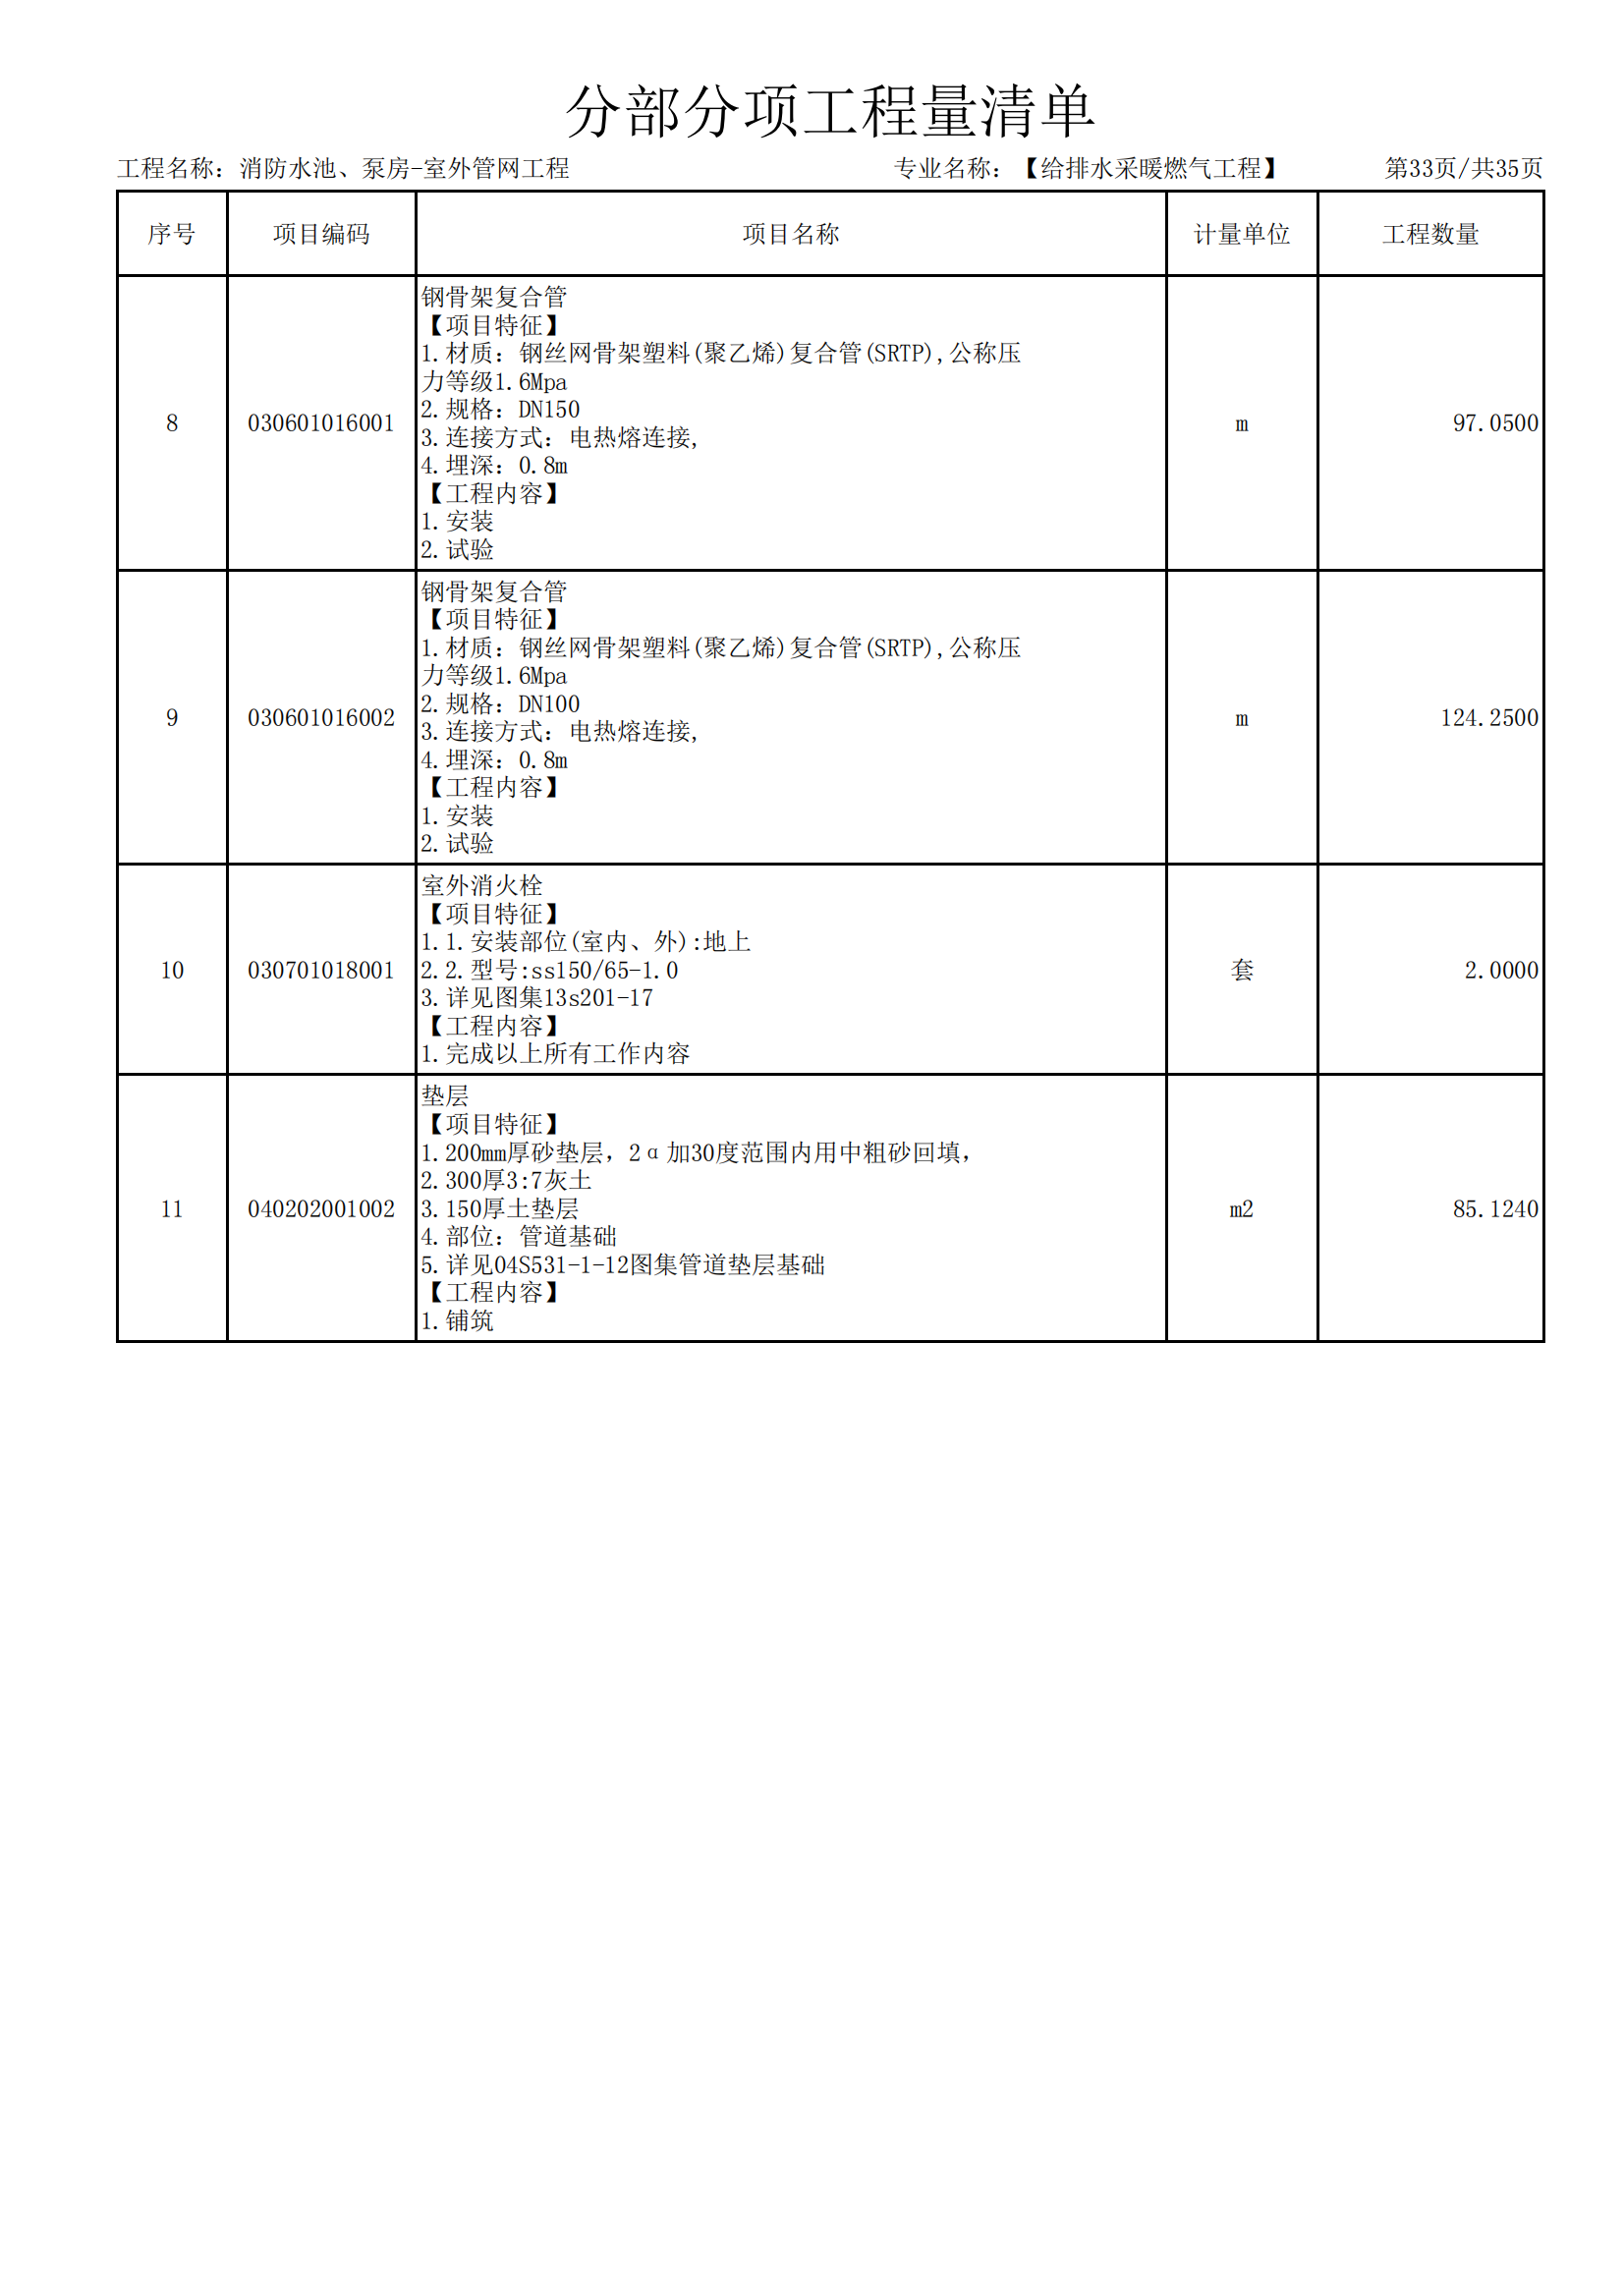 分部分项工程量清单
工程名称：消防水池、泵房-室外管网工程 专业名称：【给排水采暖燃气工程】 第33页/共35页
序号 项目编码 项目名称 计量单位 工程数量
钢骨架复合管
【项目特征】
1.材质：钢丝网骨架塑料(聚乙烯)复合管(SRTP),公称压
力等级1.6Mpa
2.规格：DN150
8 030601016001 m 97.0500
3.连接方式：电热熔连接,
4.埋深：0.8m
【工程内容】
1.安装
2.试验
钢骨架复合管
【项目特征】
1.材质：钢丝网骨架塑料(聚乙烯)复合管(SRTP),公称压
力等级1.6Mpa
2.规格：DN100
9 030601016002 m 124.2500
3.连接方式：电热熔连接,
4.埋深：0.8m
【工程内容】
1.安装
2.试验
室外消火栓
【项目特征】
1.1.安装部位(室内、外):地上
10 030701018001 2.2.型号:ss150/65-1.0 套 2.0000
3.详见图集13s201-17
【工程内容】
1.完成以上所有工作内容
垫层
【项目特征】
1.200mm厚砂垫层，2α加30度范围内用中粗砂回填，
2.300厚3:7灰土
11 040202001002 3.150厚土垫层 m2 85.1240
4.部位：管道基础
5.详见04S531-1-12图集管道垫层基础
【工程内容】
1.铺筑